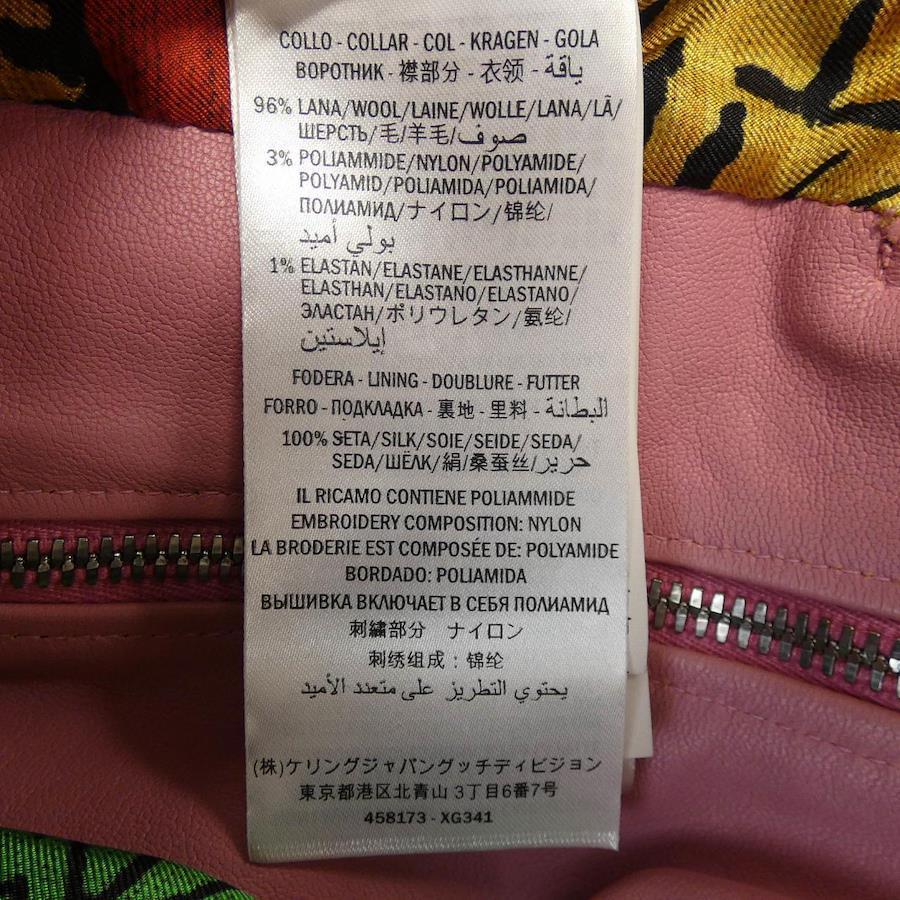 COLLO - COLLAR - COL - KRAGEN - GOLA
ВОРОТНИК - 襟部分 - 衣领 - ياقة
96% LANA/WOOL/LAINE/WOLLE/LANA/LÃ/
ШЕРСТЬ/毛/羊毛/صوف
3% POLIAMMIDE/NYLON/POLYAMIDE/
POLYAMID/POLIAMIDA/POLIAMIDA/
ПОЛИАМИД/ナイロン/锦纶/
بولي أميد
1% ELASTAN/ELASTANE/ELASTHANNE/
ELASTHAN/ELASTANO/ELASTANO/
ЭЛАСТАН/ポリウレタン/氨纶/
إيلاستين
FODERA - LINING - DOUBLURE - FUTTER
FORRO - ПОДКЛАДКА - 裏地 - 里料 - البطانة
100% SETA/SILK/SOIE/SEIDE/SEDA/
SEDA/ШЁЛК/絹/桑蚕丝/حرير
IL RICAMO CONTIENE POLIAMMIDE
EMBROIDERY COMPOSITION: NYLON
LA BRODERIE EST COMPOSÉE DE: POLYAMIDE
BORDADO: POLIAMIDA
ВЫШИВКА ВКЛЮЧАЕТ В СЕБЯ ПОЛИАМИД
刺繍部分 ナイロン
刺绣组成：锦纶
يحتوي التطريز على متعدد الأميد
(株)ケリングジャパングッチディビジョン
東京都港区北青山 3丁目6番7号
458173 - XG341